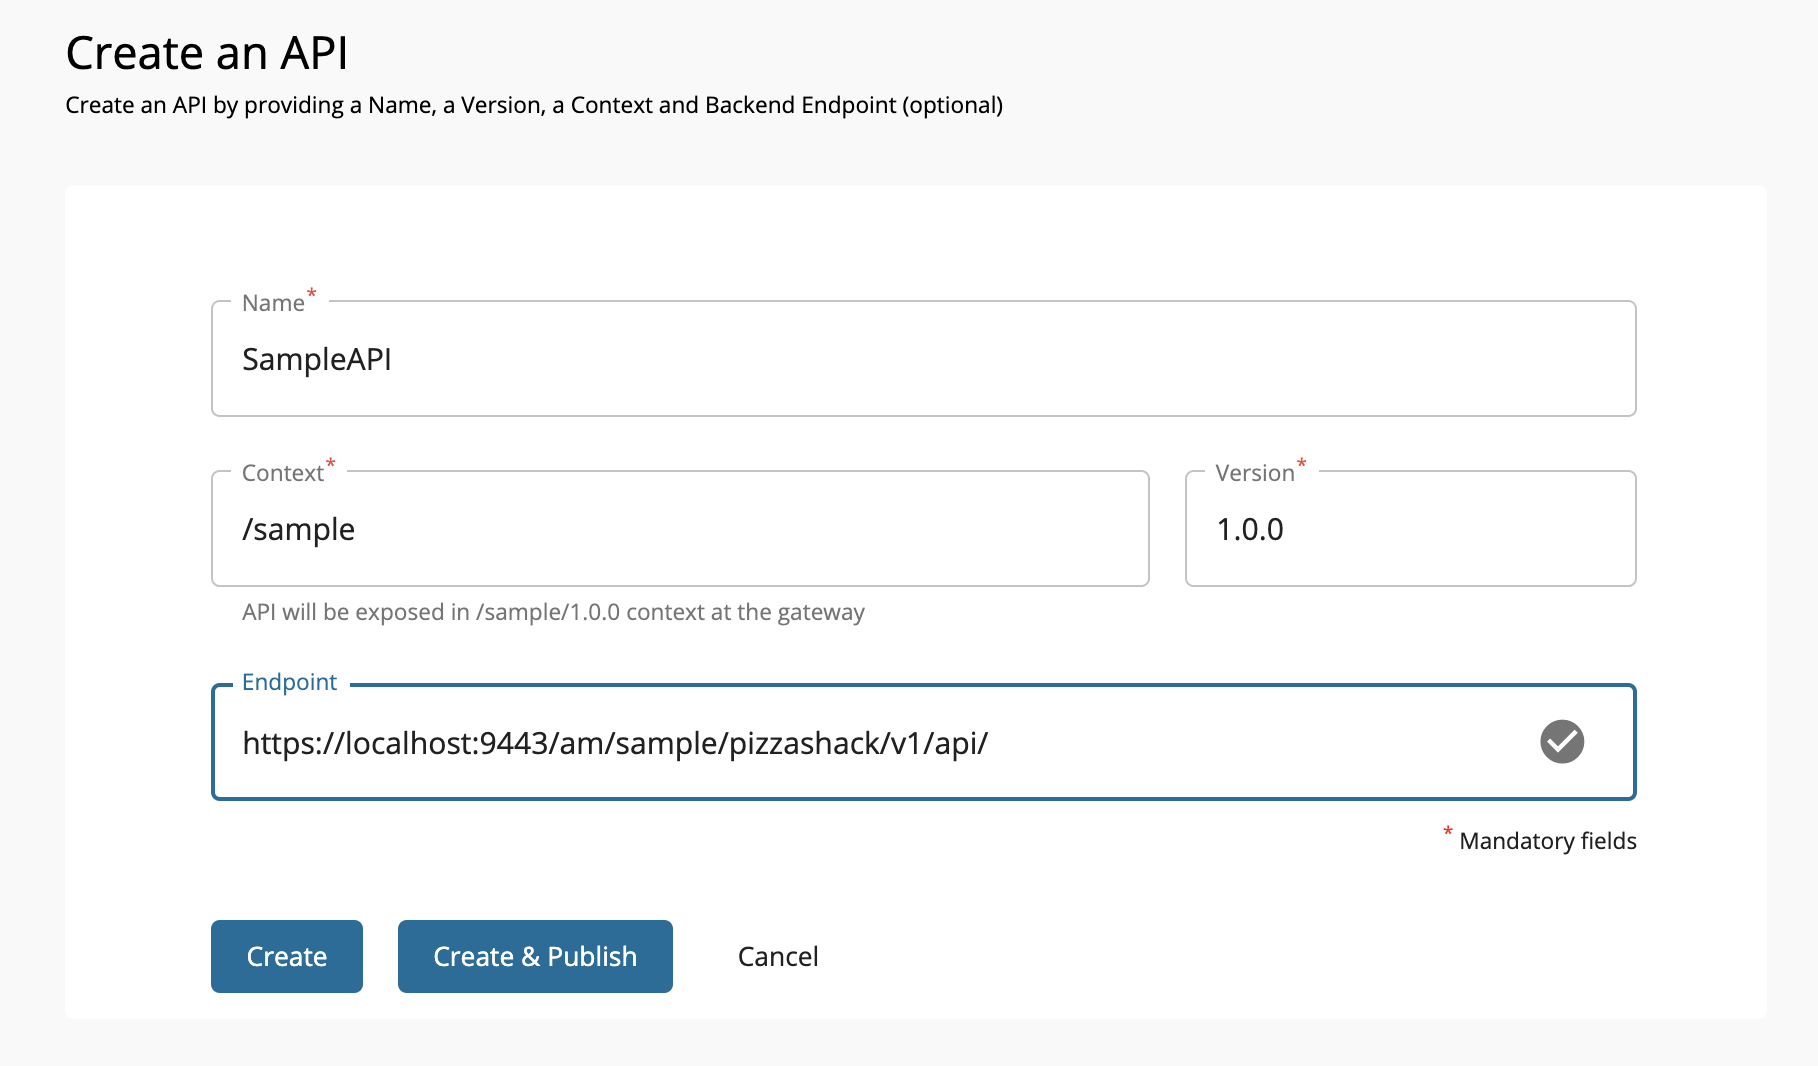 Create an API
Create an API by providing a Name, a Version, a Context and Backend Endpoint (optional)
Name*
SampleAPI
Context*
Version*
/sample
1.0.0
API will be exposed in /sample/1.0.0 context at the gateway
Endpoint
https://localhost:9443/am/sample/pizzashack/v1/api/
* Mandatory fields
Create
Create & Publish
Cancel